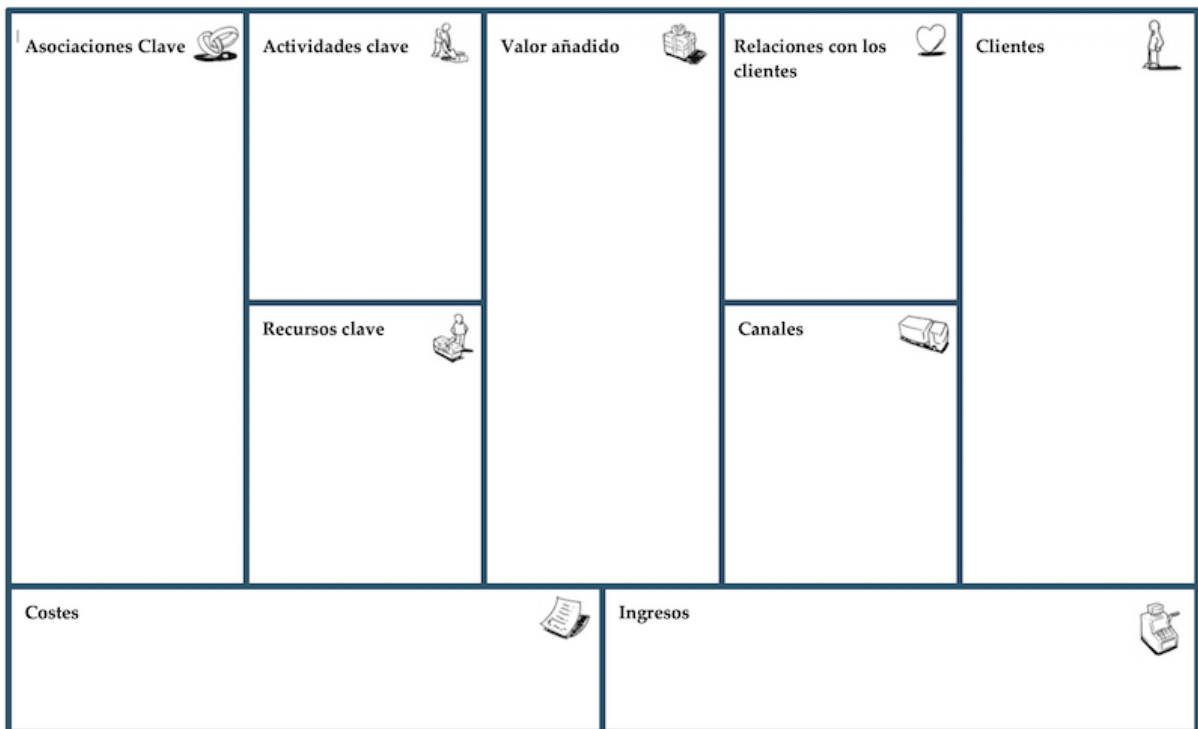 Asociaciones Clave
Actividades clave
Valor añadido
Relaciones con los
clientes
Clientes
Recursos clave
Canales
Costes
Ingresos